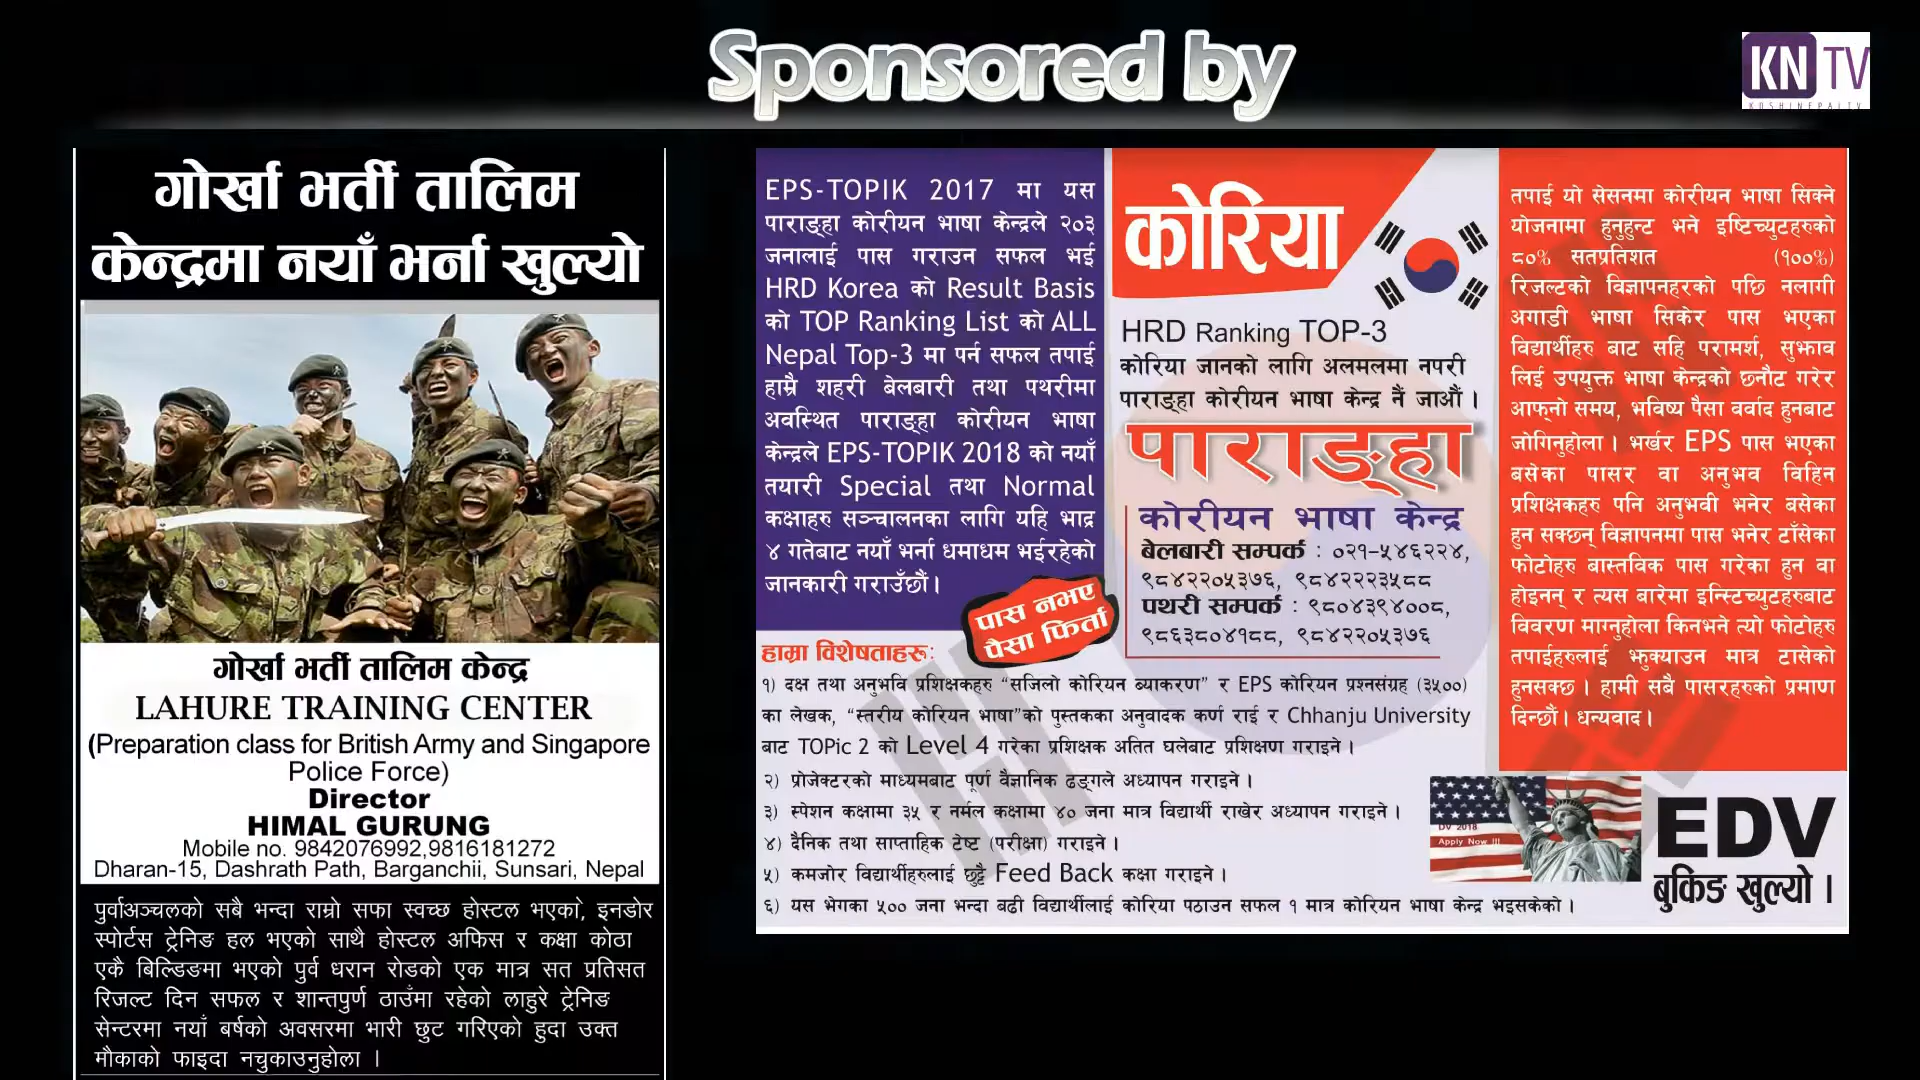 Sponsored by
KN TV
KOSHINEPALTV
गोर्खा भर्ती तालिम
केन्द्रमा नयाँ भर्ना खुल्यो
गोर्खा भर्ती तालिम केन्द्र
LAHURE TRAINING CENTER
(Preparation class for British Army and Singapore
Police Force)
Director
HIMAL GURUNG
Mobile no. 9842076992,9816181272
Dharan-15, Dashrath Path, Barganchii, Sunsari, Nepal
पुर्वाञ्चलको सबै भन्दा राम्रो सफा स्वच्छ होस्टल भएको, इनडोर
स्पोर्टस ट्रेनिङ हल भएको साथै होस्टल अफिस र कक्षा कोठा
एकै बिल्डिङमा भएको पुर्व धरान रोडको एक मात्र सत प्रतिसत
रिजल्ट दिन सफल र शान्तपुर्ण ठाउँमा रहेको लाहुरे ट्रेनिङ
सेन्टरमा नयाँ बर्षको अवसरमा भारी छुट गरिएको हुदा उक्त
मौकाको फाइदा नचुकाउनुहोला ।
EPS-TOPIK 2017 मा यस
पाराङ्हा कोरीयन भाषा केन्द्रले २०३
जनालाई पास गराउन सफल भई
HRD Korea को Result Basis
को TOP Ranking List को ALL
Nepal Top-3 मा पर्न सफल तपाई
हाम्रै शहरी बेलबारी तथा पथरीमा
अवस्थित पाराङ्हा कोरीयन भाषा
केन्द्रले EPS-TOPIK 2018 को नयाँ
तयारी Special तथा Normal
कक्षाहरु सञ्चालनका लागि यहि भाद्र
४ गतेबाट नयाँ भर्ना धमाधम भईरहेको
जानकारी गराउँछौं।
पास नभए
पैसा फिर्ता
कोरिया
HRD Ranking TOP-3
कोरिया जानको लागि अलमलमा नपरी
पाराङ्हा कोरीयन भाषा केन्द्र नैं जाऔं ।
पाराङ्हा
कोरीयन भाषा केन्द्र
बेलबारी सम्पर्क : ०२१-५४६२२४,
९८४२२०५३७६, ९८४२२२३५८८
पथरी सम्पर्क : ९८०४३९४००८,
९८६३८०४१८८, ९८४२२०५३७६
तपाई यो सेसनमा कोरीयन भाषा सिक्ने
योजनामा हुनुहुन्ट भने इष्टिच्युटहरुको
८०% सतप्रतिशत (१००%)
रिजल्टको विज्ञापनहरको पछि नलागी
अगाडी भाषा सिकेर पास भएका
विद्यार्थीहरु बाट सहि परामर्श, सुझाव
लिई उपयुक्त भाषा केन्द्रको छनौट गरेर
आफ्नो समय, भविष्य पैसा बर्वाद हुनबाट
जोगिनुहोला । भर्खर EPS पास भएका
बसेका पासर वा अनुभव विहिन
प्रशिक्षकहरु पनि अनुभवी भनेर बसेका
हुन सक्छन् विज्ञापनमा पास भनेर टाँसेका
फोटोहरु बास्तविक पास गरेका हुन वा
होइनन् र त्यस बारेमा इन्स्टिच्युटहरुबाट
विवरण माग्नुहोला किनभने त्यो फोटोहरु
तपाईहरुलाई झुक्याउन मात्र टासेको
हुनसक्छ । हामी सबै पासरहरुको प्रमाण
दिन्छौं। धन्यवाद।
हाम्रा विशेषताहरु:
१) दक्ष तथा अनुभवि प्रशिक्षकहरु “सजिलो कोरियन ब्याकरण” र EPS कोरियन प्रश्नसंग्रह (३५००)
का लेखक, “स्तरीय कोरियन भाषा”को पुस्तकका अनुवादक कर्ण राई र Chhanju University
बाट TOPic 2 को Level 4 गरेका प्रशिक्षक अतित घलेबाट प्रशिक्षण गराइने ।
२) प्रोजेक्टरको माध्यमबाट पूर्ण वैज्ञानिक ढङ्गले अध्यापन गराइने ।
३) स्पेशन कक्षामा ३५ र नर्मल कक्षामा ४० जना मात्र विद्यार्थी राखेर अध्यापन गराइने ।
४) दैनिक तथा साप्ताहिक टेष्ट (परीक्षा) गराइने ।
५) कमजोर विद्यार्थीहरुलाई छुट्टै Feed Back कक्षा गराइने ।
६) यस भेगका ५०० जना भन्दा बढी विद्यार्थीलाई कोरिया पठाउन सफल १ मात्र कोरियन भाषा केन्द्र भइसकेको ।
DV 2018
Apply Now !!!
EDV
बुकिङ खुल्यो ।